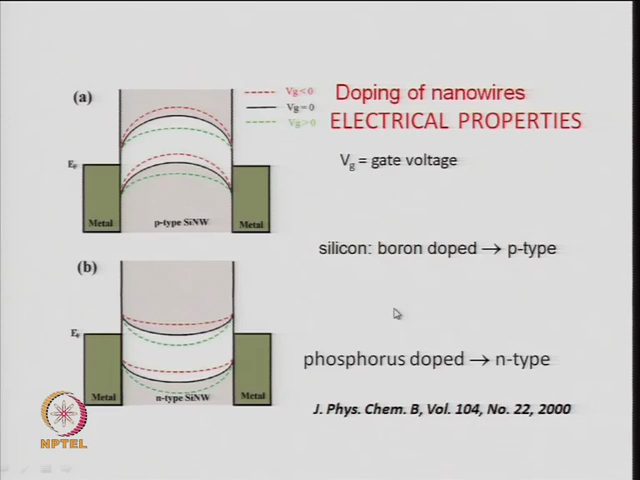 (a)
Vg<0
Vg=0
Vg>0
Doping of nanowires
ELECTRICAL PROPERTIES
Vg = gate voltage
EF
Metal
p-type SiNW
Metal
silicon: boron doped → p-type
(b)
EF
Metal
n-type SiNW
Metal
phosphorus doped → n-type
J. Phys. Chem. B, Vol. 104, No. 22, 2000
NPTEL